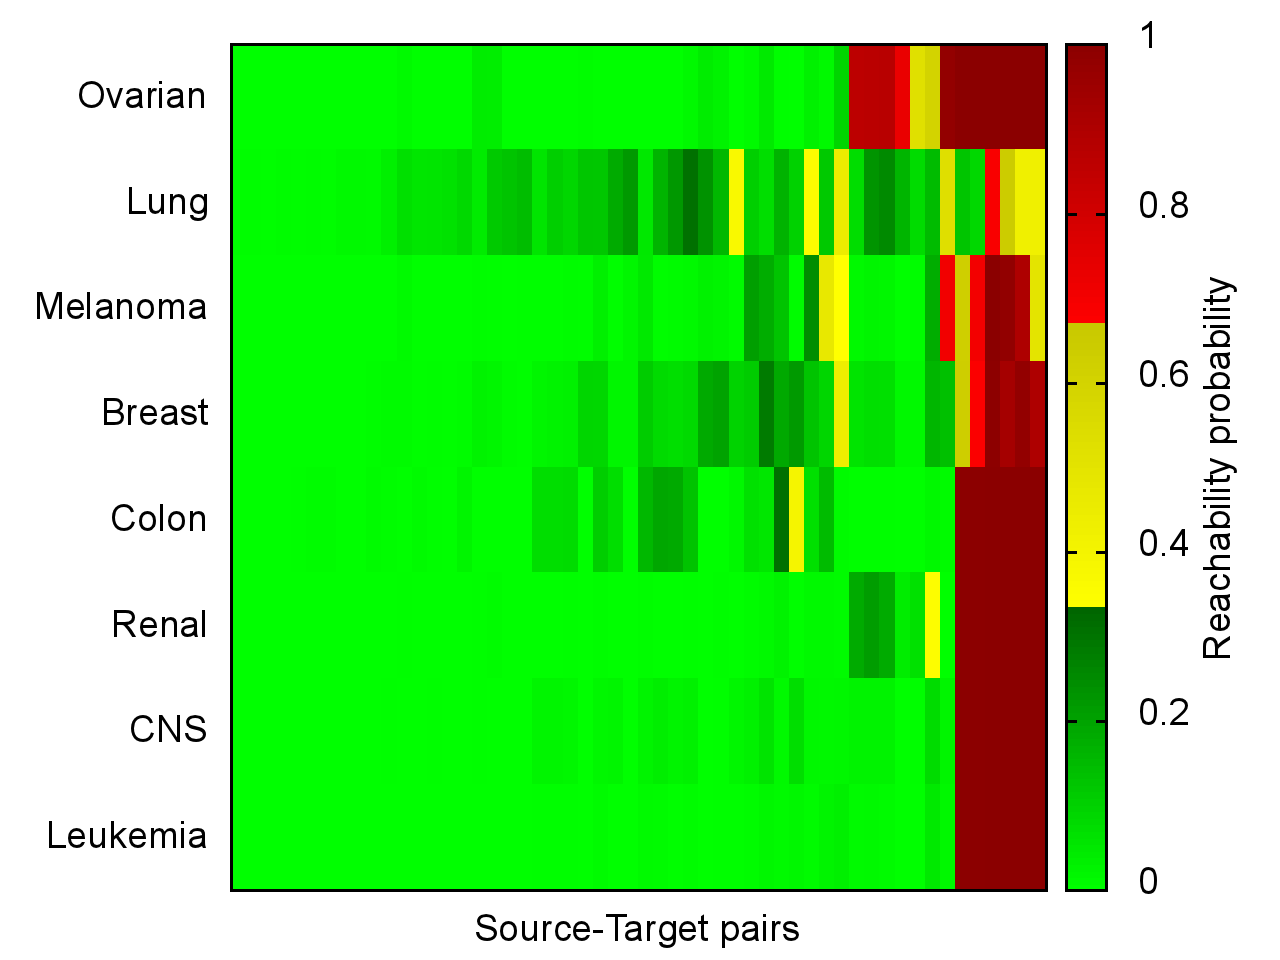 Ovarian
Lung
Melanoma
Breast
Colon
Renal
CNS
Leukemia
Source-Target pairs
1
0.8
0.6
0.4
0.2
0
Reachability probability